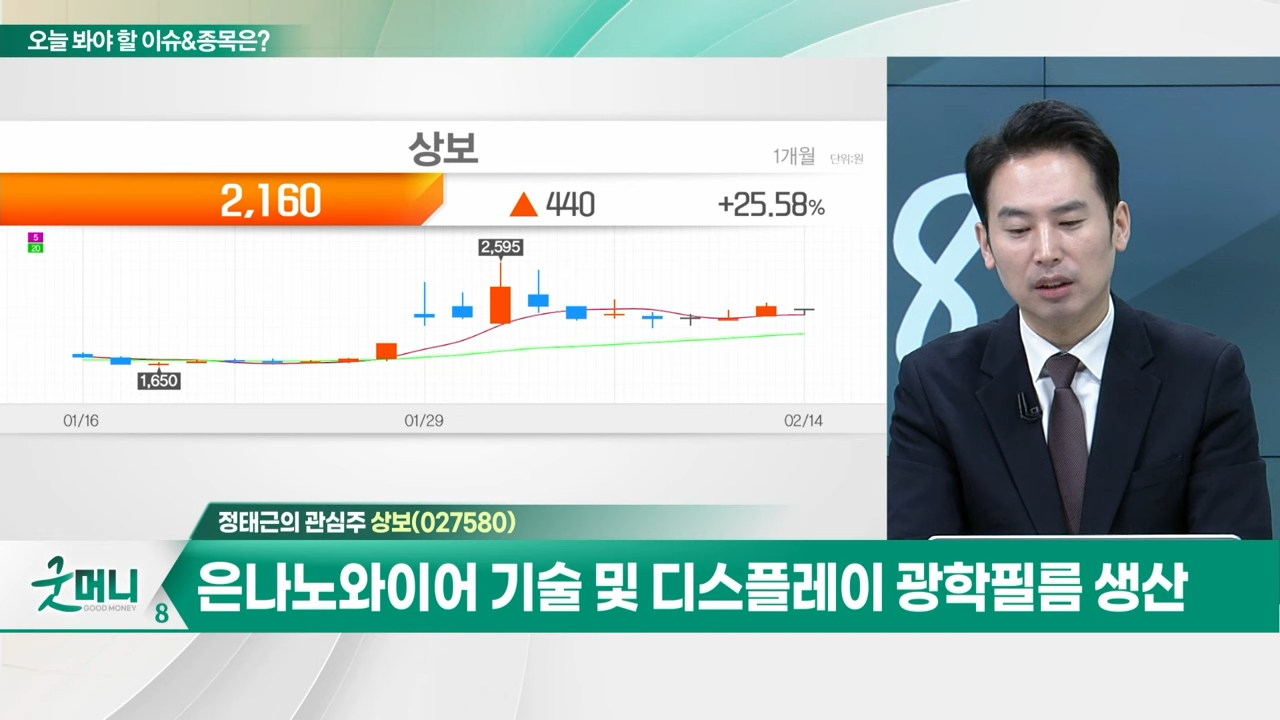 오늘 봐야 할 이슈&종목은?
상보
1개월 단위:원
2,160 ▲ 440 +25.58%
5
20
2,595
1,650
01/16 01/29 02/14
8
정태근의 관심주 상보(027580)
굿머니
GOOD MONEY
8
은나노와이어 기술 및 디스플레이 광학필름 생산